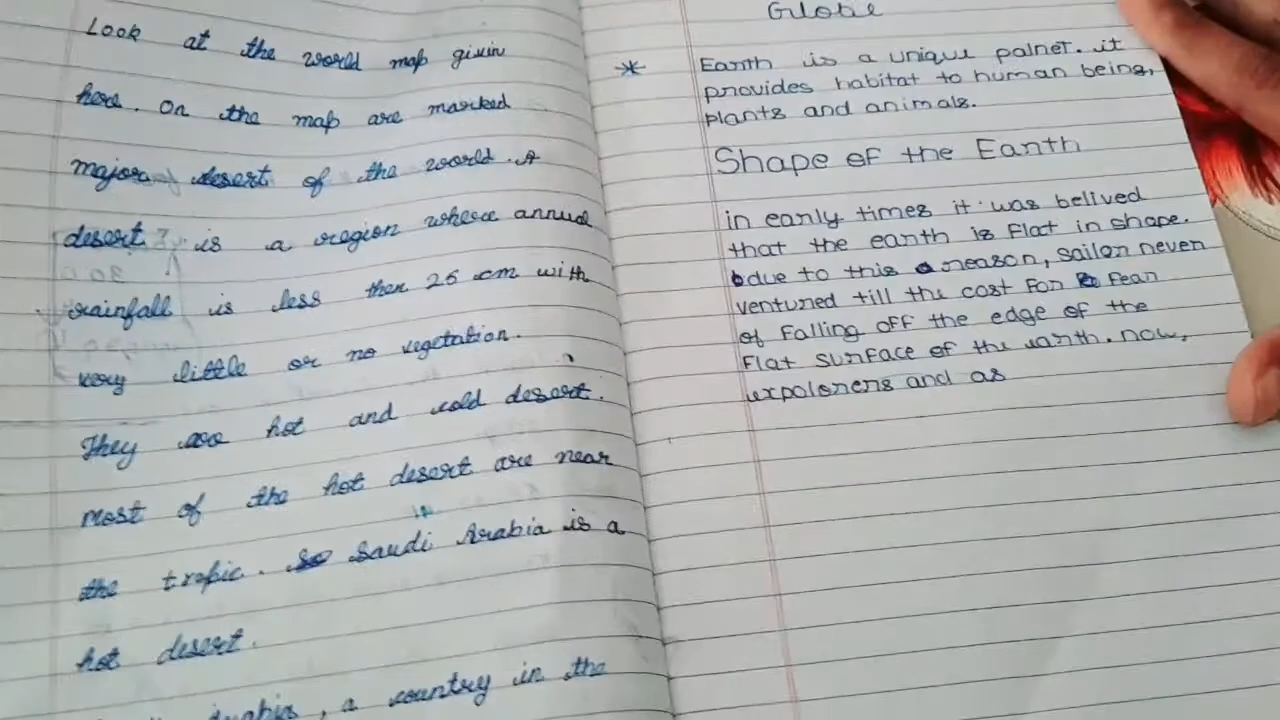 Look at the world map givin
here. On the map are marked
major desert of the world. A
desert is a region where annual
rainfall is less then 25 cm with
very little or no vegetation.
They are hot and cold desert.
most of the hot desert are near
the tropic. Saudi Arabia is a
hot desert.
Arabia, a country in the
Globe
* Earth is a unique palnet. it
provides habitat to human being,
plants and animals.
Shape of the Earth
in early times it was belived
that the earth is flat in shape.
due to this reason, sailor never
ventured till the cost for fear
of falling off the edge of the
flat surface of the earth. now,
expolorers and as